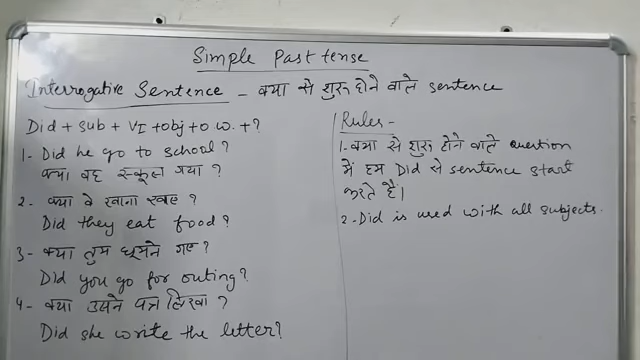 Simple Past tense
Interrogative Sentence - क्या से शुरू होने वाले sentence
Did + sub + V1 + obj + o w. + ?
1- Did he go to school?
क्या वह स्कूल गया ?
2- क्या वे खाना खाए ?
Did they eat food?
3- क्या तुम घूमने गए ?
Did you go for outing?
4- क्या उसने पत्र लिखा ?
Did she write the letter?
Rules -
1- क्या से शुरू होने वाले question
में हम Did से sentence start
करते हैं।
2- Did is used with all subjects.